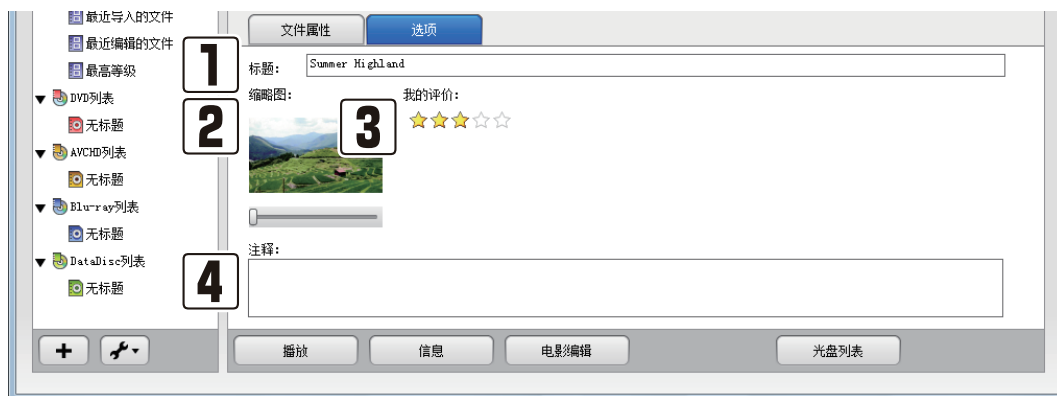 最近导入的文件
最近编辑的文件
最高等级
DVD列表
无标题
AVCHD列表
无标题
Blu-ray列表
无标题
DataDisc列表
无标题
文件属性 选项
1 标题: Summer Highland
2 缩略图:
3 我的评价:
4 注释:
播放 信息 电影编辑 光盘列表